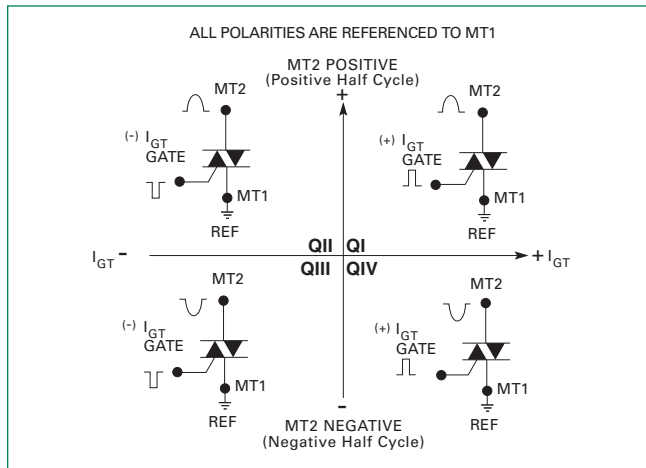 ALL POLARITIES ARE REFERENCED TO MT1
MT2 POSITIVE
(Positive Half Cycle)
+
MT2
(-) IGT
GATE
MT1
REF
MT2
(+) IGT
GATE
MT1
REF
IGT -
QII QI
QIII QIV
+ IGT
MT2
(-) IGT
GATE
MT1
REF
MT2
(+) IGT
GATE
MT1
REF
-
MT2 NEGATIVE
(Negative Half Cycle)